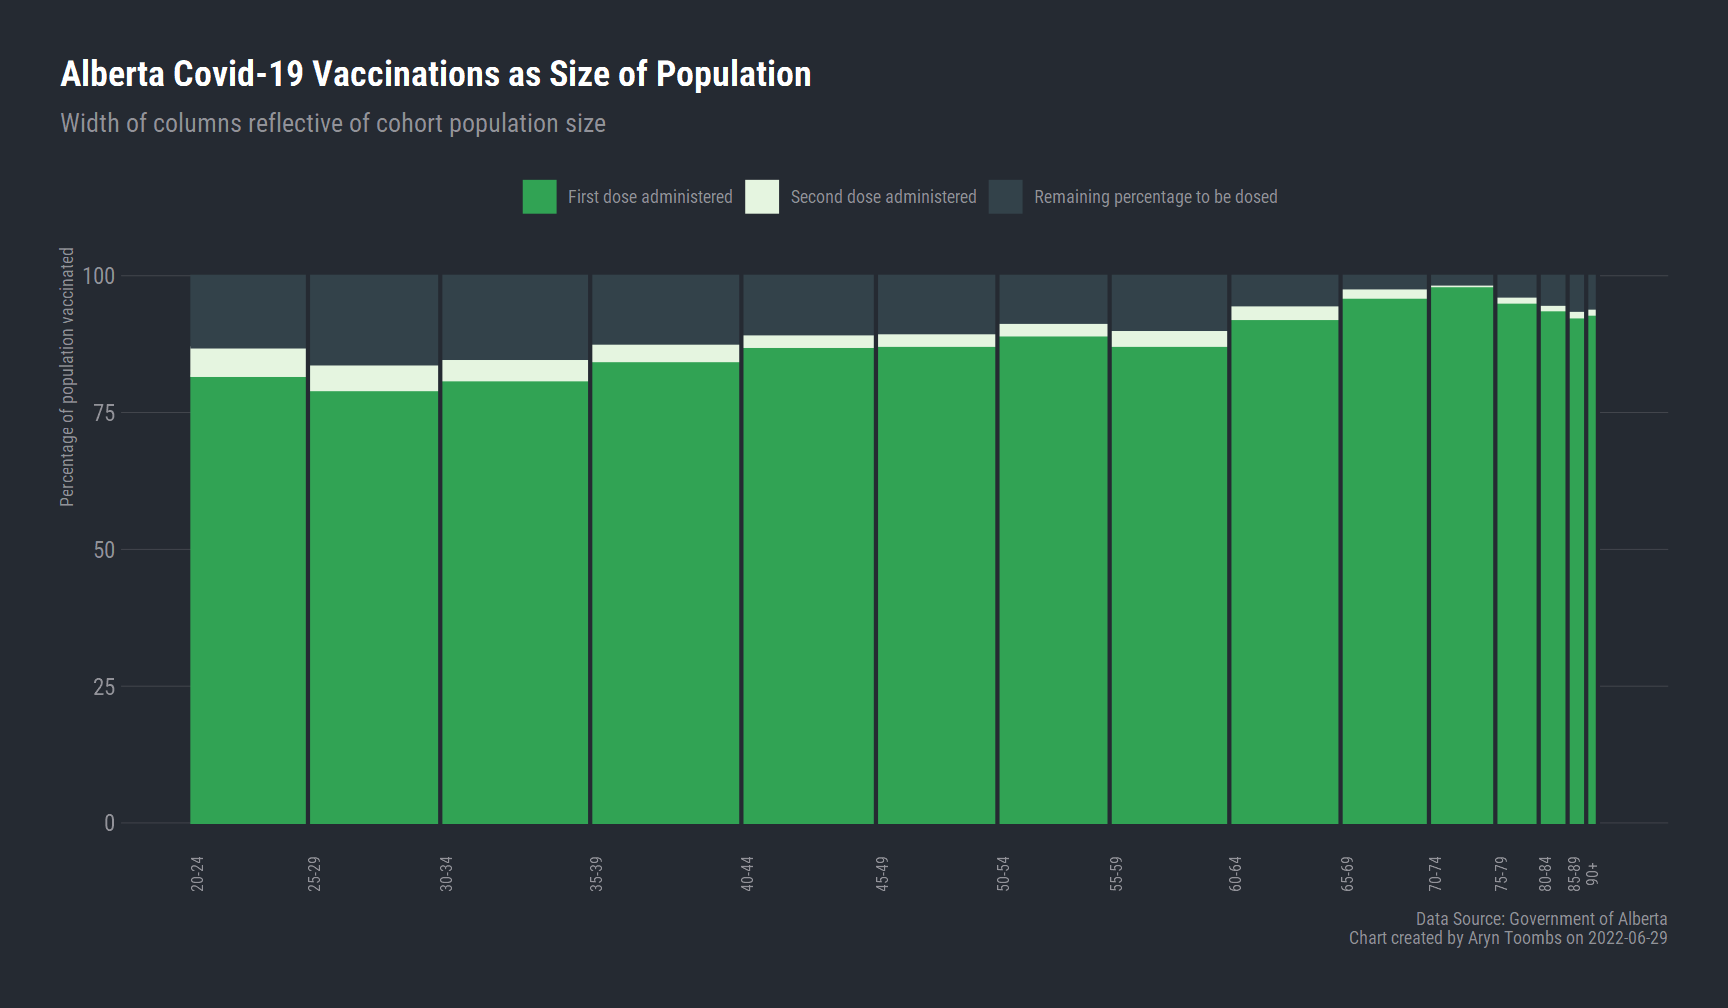 Alberta Covid-19 Vaccinations as Size of Population
Width of columns reflective of cohort population size
First dose administered
Second dose administered
Remaining percentage to be dosed
Percentage of population vaccinated
100
75
50
25
0
20-24
25-29
30-34
35-39
40-44
45-49
50-54
55-59
60-64
65-69
70-74
75-79
80-84
85-89
90+
Data Source: Government of Alberta
Chart created by Aryn Toombs on 2022-06-29